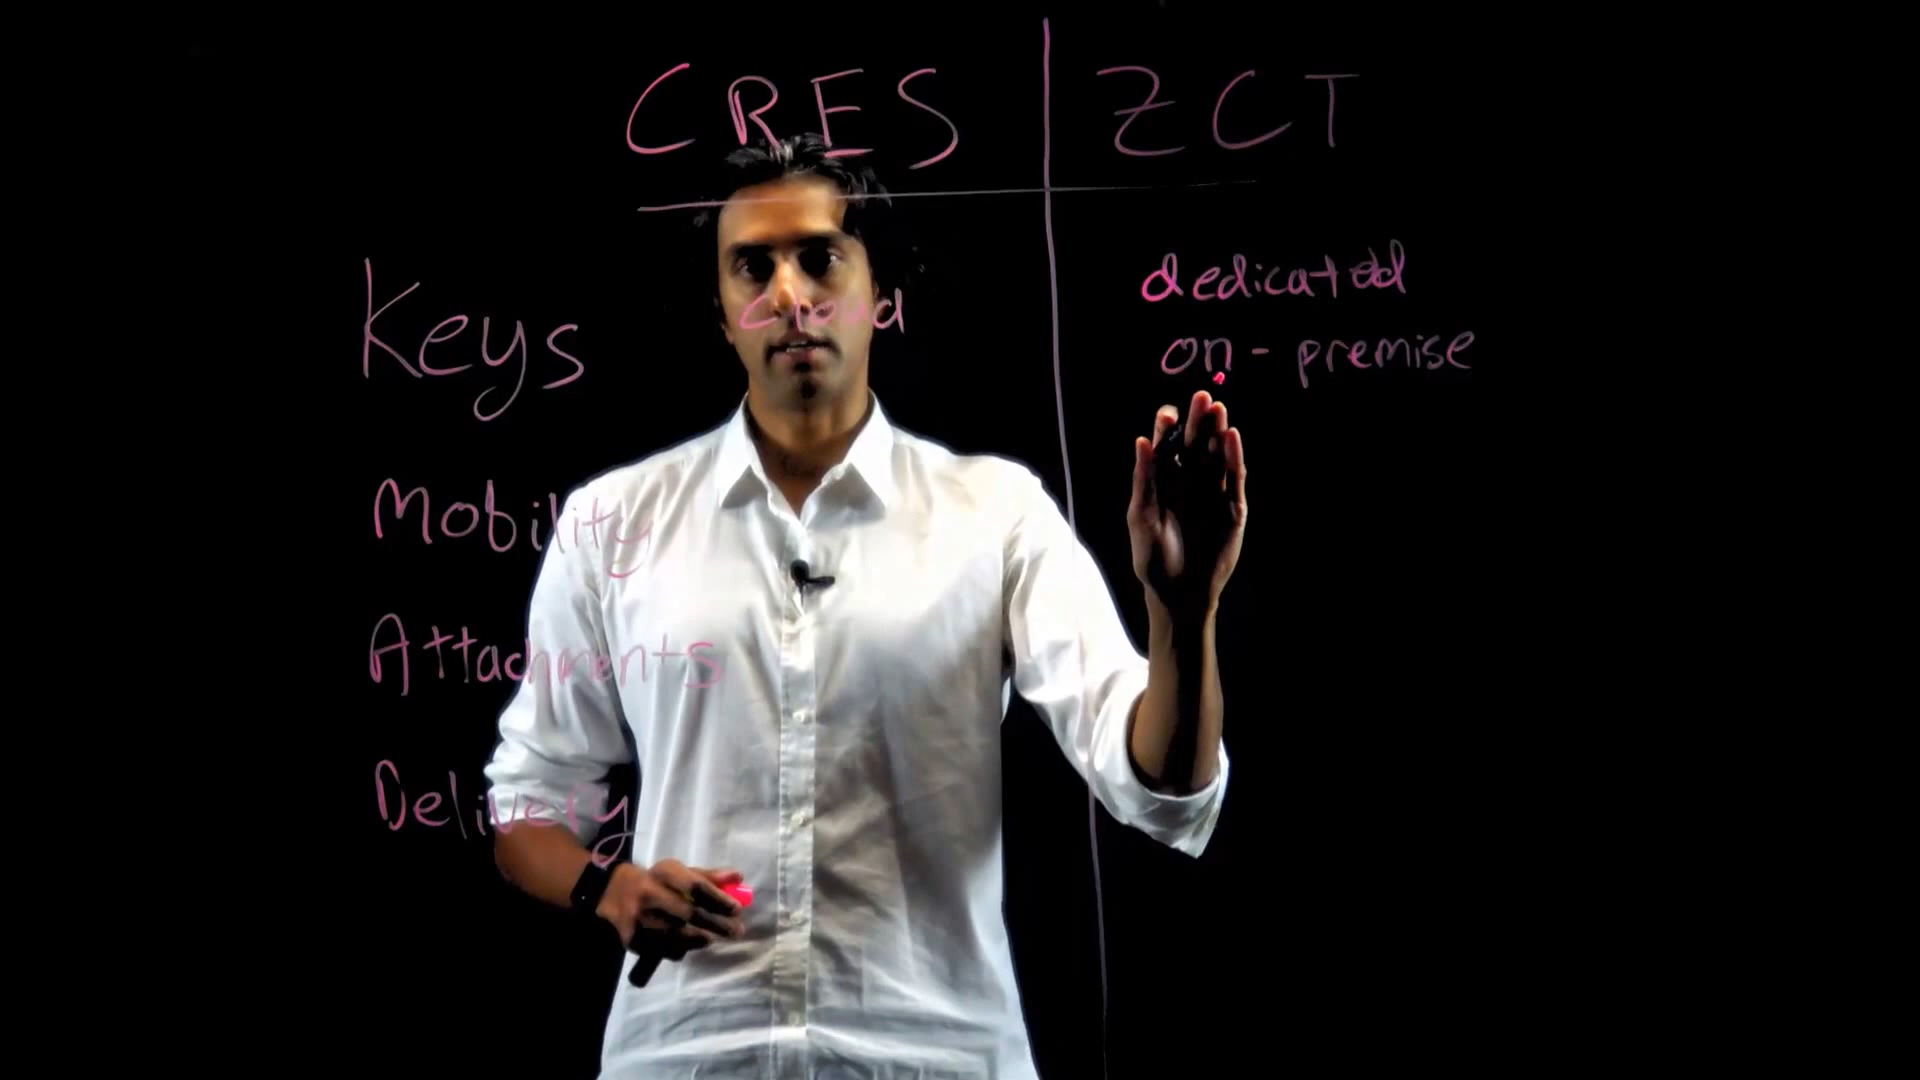 CRES ZCT
Keys Cloud dedicated
on-premise
Mobility
Attachments
Delivery